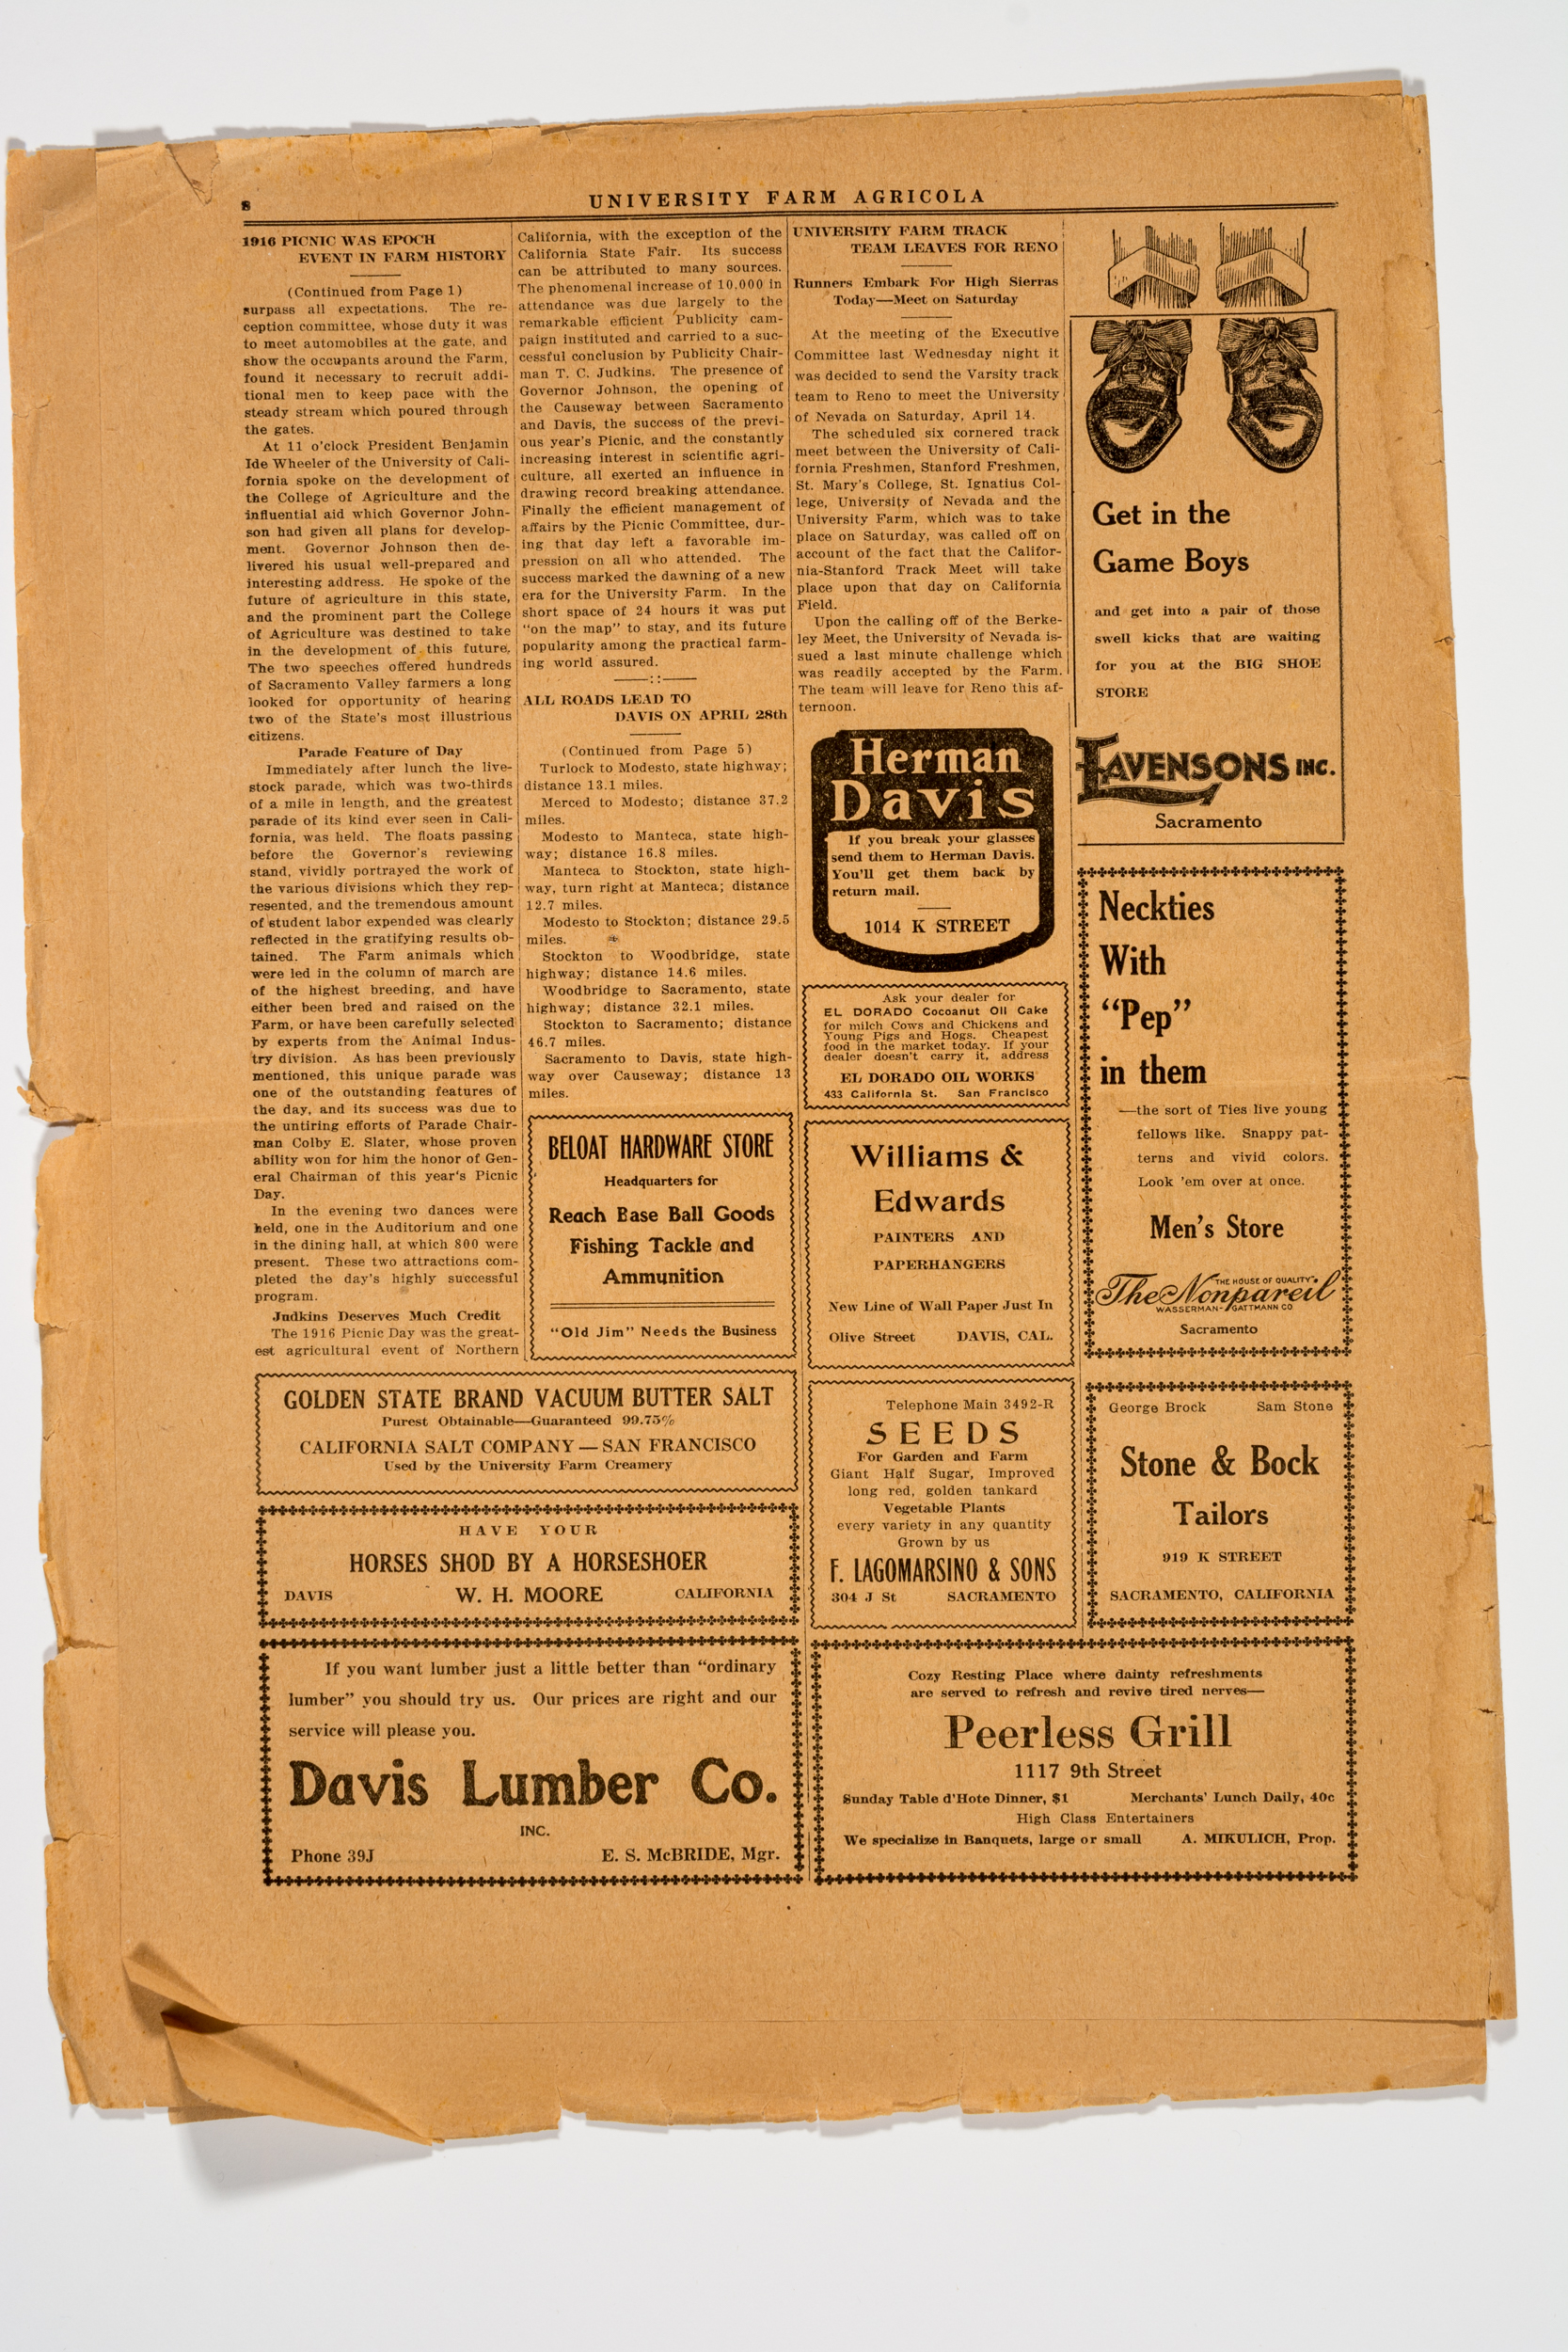 8
UNIVERSITY FARM AGRICOLA
1916 PICNIC WAS EPOCH
EVENT IN FARM HISTORY
(Continued from Page 1)
surpass all expectations. The re-
ception committee, whose duty it was
to meet automobiles at the gate, and
show the occupants around the Farm,
found it necessary to recruit addi-
tional men to keep pace with the
steady stream which poured through
the gates.
At 11 o'clock President Benjamin
Ide Wheeler of the University of Cali-
fornia spoke on the development of
the College of Agriculture and the
influential aid which Governor John-
son had given all plans for develop-
ment. Governor Johnson then de-
livered his usual well-prepared and
interesting address. He spoke of the
future of agriculture in this state,
and the prominent part the College
of Agriculture was destined to take
in the development of this future.
The two speeches offered hundreds
of Sacramento Valley farmers a long
looked for opportunity of hearing
two of the State's most illustrious
citizens.
Parade Feature of Day
Immediately after lunch the live-
stock parade, which was two-thirds
of a mile in length, and the greatest
parade of its kind ever seen in Cali-
fornia, was held. The floats passing
before the Governor's reviewing
stand, vividly portrayed the work of
the various divisions which they rep-
resented, and the tremendous amount
of student labor expended was clearly
reflected in the gratifying results ob-
tained. The Farm animals which
were led in the column of march are
of the highest breeding, and have
either been bred and raised on the
Farm, or have been carefully selected
by experts from the Animal Indus-
try division. As has been previously
mentioned, this unique parade was
one of the outstanding features of
the day, and its success was due to
the untiring efforts of Parade Chair-
man Colby E. Slater, whose proven
ability won for him the honor of Gen-
eral Chairman of this year's Picnic
Day.
In the evening two dances were
held, one in the Auditorium and one
in the dining hall, at which 800 were
present. These two attractions com-
pleted the day's highly successful
program.
Judkins Deserves Much Credit
The 1916 Picnic Day was the great-
est agricultural event of Northern
California, with the exception of the
California State Fair. Its success
can be attributed to many sources.
The phenomenal increase of 10,000 in
attendance was due largely to the
remarkable efficient Publicity cam-
paign instituted and carried to a suc-
cessful conclusion by Publicity Chair-
man T. C. Judkins. The presence of
Governor Johnson, the opening of
the Causeway between Sacramento
and Davis, the success of the previ-
ous year's Picnic, and the constantly
increasing interest in scientific agri-
culture, all exerted an influence in
drawing record breaking attendance.
Finally the efficient management of
affairs by the Picnic Committee, dur-
ing that day left a favorable im-
pression on all who attended. The
success marked the dawning of a new
era for the University Farm. In the
short space of 24 hours it was put
"on the map" to stay, and its future
popularity among the practical farm-
ing world assured.
ALL ROADS LEAD TO
DAVIS ON APRIL 28th
(Continued from Page 5)
Turlock to Modesto, state highway;
distance 13.1 miles.
Merced to Modesto; distance 37.2
miles.
Modesto to Manteca, state high-
way; distance 16.8 miles.
Manteca to Stockton, state high-
way, turn right at Manteca; distance
12.7 miles.
Modesto to Stockton; distance 29.5
miles.
Stockton to Woodbridge, state
highway; distance 14.6 miles.
Woodbridge to Sacramento, state
highway; distance 32.1 miles.
Stockton to Sacramento; distance
46.7 miles.
Sacramento to Davis, state high-
way over Causeway; distance 13
miles.
BELOAT HARDWARE STORE
Headquarters for
Reach Base Ball Goods
Fishing Tackle and
Ammunition
"Old Jim" Needs the Business
UNIVERSITY FARM TRACK
TEAM LEAVES FOR RENO
Runners Embark For High Sierras
Today—Meet on Saturday
At the meeting of the Executive
Committee last Wednesday night it
was decided to send the Varsity track
team to Reno to meet the University
of Nevada on Saturday, April 14.
The scheduled six cornered track
meet between the University of Cali-
fornia Freshmen, Stanford Freshmen,
St. Mary's College, St. Ignatius Col-
lege, University of Nevada and the
University Farm, which was to take
place on Saturday, was called off on
account of the fact that the Califor-
nia-Stanford Track Meet will take
place upon that day on California
Field.
Upon the calling off of the Berke-
ley Meet, the University of Nevada is-
sued a last minute challenge which
was readily accepted by the Farm.
The team will leave for Reno this af-
ternoon.
Herman
Davis
If you break your glasses
send them to Herman Davis.
You'll get them back by
return mail.
1014 K STREET
Ask your dealer for
EL DORADO Cocoanut Oil Cake
for milch Cows and Chickens and
Young Pigs and Hogs. Cheapest
food in the market today. If your
dealer doesn't carry it, address
EL DORADO OIL WORKS
433 California St. San Francisco
Williams &
Edwards
PAINTERS AND
PAPERHANGERS
New Line of Wall Paper Just In
Olive Street DAVIS, CAL.
Get in the
Game Boys
and get into a pair of those
swell kicks that are waiting
for you at the BIG SHOE
STORE
LAVENSONS INC.
Sacramento
Neckties
With
"Pep"
in them
—the sort of Ties live young
fellows like. Snappy pat-
terns and vivid colors.
Look 'em over at once.
Men's Store
"THE HOUSE OF QUALITY"
The Nonpareil
WASSERMAN-GATTMANN CO
Sacramento
GOLDEN STATE BRAND VACUUM BUTTER SALT
Purest Obtainable—Guaranteed 99.75%
CALIFORNIA SALT COMPANY — SAN FRANCISCO
Used by the University Farm Creamery
HAVE YOUR
HORSES SHOD BY A HORSESHOER
DAVIS W. H. MOORE CALIFORNIA
Telephone Main 3492-R
SEEDS
For Garden and Farm
Giant Half Sugar, Improved
long red, golden tankard
Vegetable Plants
every variety in any quantity
Grown by us
F. LAGOMARSINO & SONS
304 J St SACRAMENTO
George Brock Sam Stone
Stone & Bock
Tailors
919 K STREET
SACRAMENTO, CALIFORNIA
If you want lumber just a little better than "ordinary
lumber" you should try us. Our prices are right and our
service will please you.
Davis Lumber Co.
INC.
Phone 39J E. S. McBRIDE, Mgr.
Cozy Resting Place where dainty refreshments
are served to refresh and revive tired nerves—
Peerless Grill
1117 9th Street
Sunday Table d'Hote Dinner, $1 Merchants' Lunch Daily, 40c
High Class Entertainers
We specialize in Banquets, large or small A. MIKULICH, Prop.